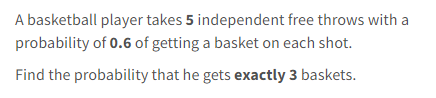 A basketball player takes 5 independent free throws with a
probability of 0.6 of getting a basket on each shot.
Find the probability that he gets exactly 3 baskets.